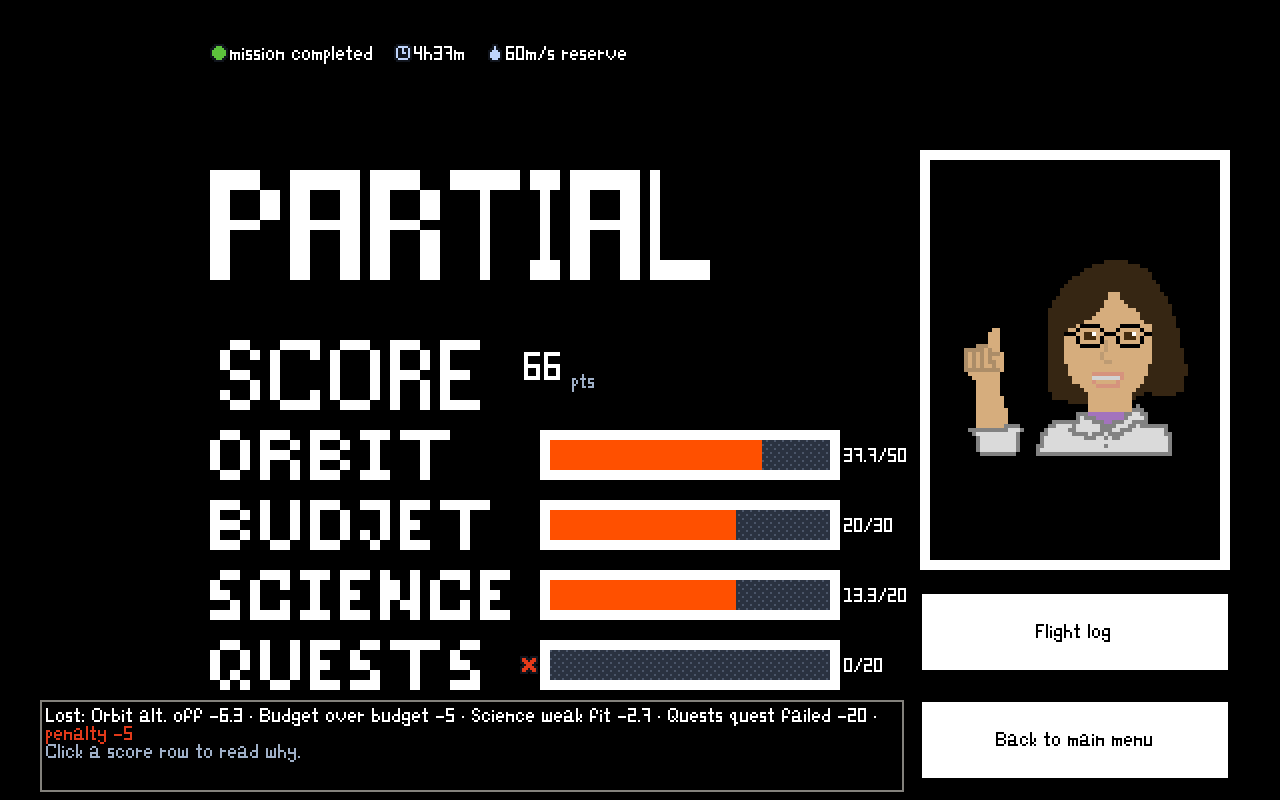 mission completed 4h37m 60m/s reserve
PARTIAL
SCORE 66 pts
ORBIT 37.7/50
BUDJET 20/30
SCIENCE 13.3/20
QUESTS × 0/20
Lost: Orbit alt. off -6.3 · Budget over budget -5 · Science weak fit -2.7 · Quests quest failed -20 ·
penalty -5
Click a score row to read why.
Flight log
Back to main menu